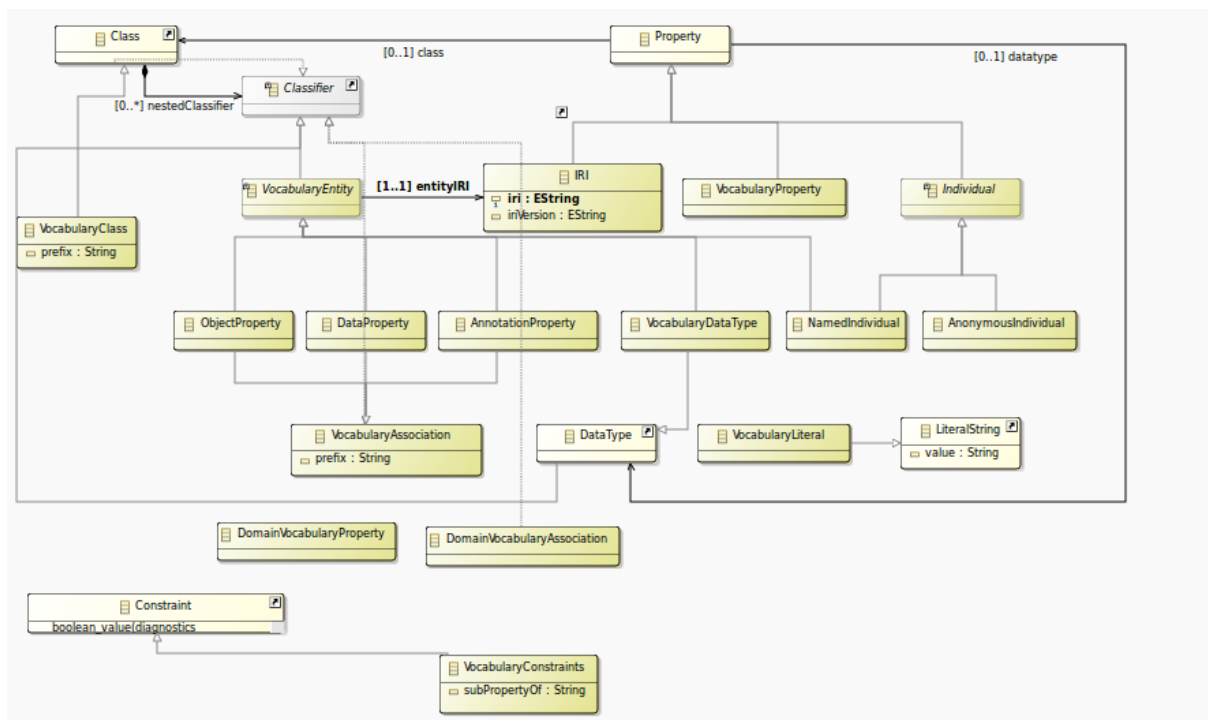 Class
Property
[0..1] class
[0..1] datatype
Classifier
[0..*] nestedClassifier
IRI
iri : EString
iriVersion : EString
VocabularyEntity
[1..1] entityIRI
VocabularyProperty
Individual
VocabularyClass
prefix : String
ObjectProperty
DataProperty
AnnotationProperty
VocabularyDataType
NamedIndividual
AnonymousIndividual
VocabularyAssociation
prefix : String
DataType
VocabularyLiteral
LiteralString
value : String
DomainVocabularyProperty
DomainVocabularyAssociation
Constraint
boolean_value(diagnostics
VocabularyConstraints
subPropertyOf : String